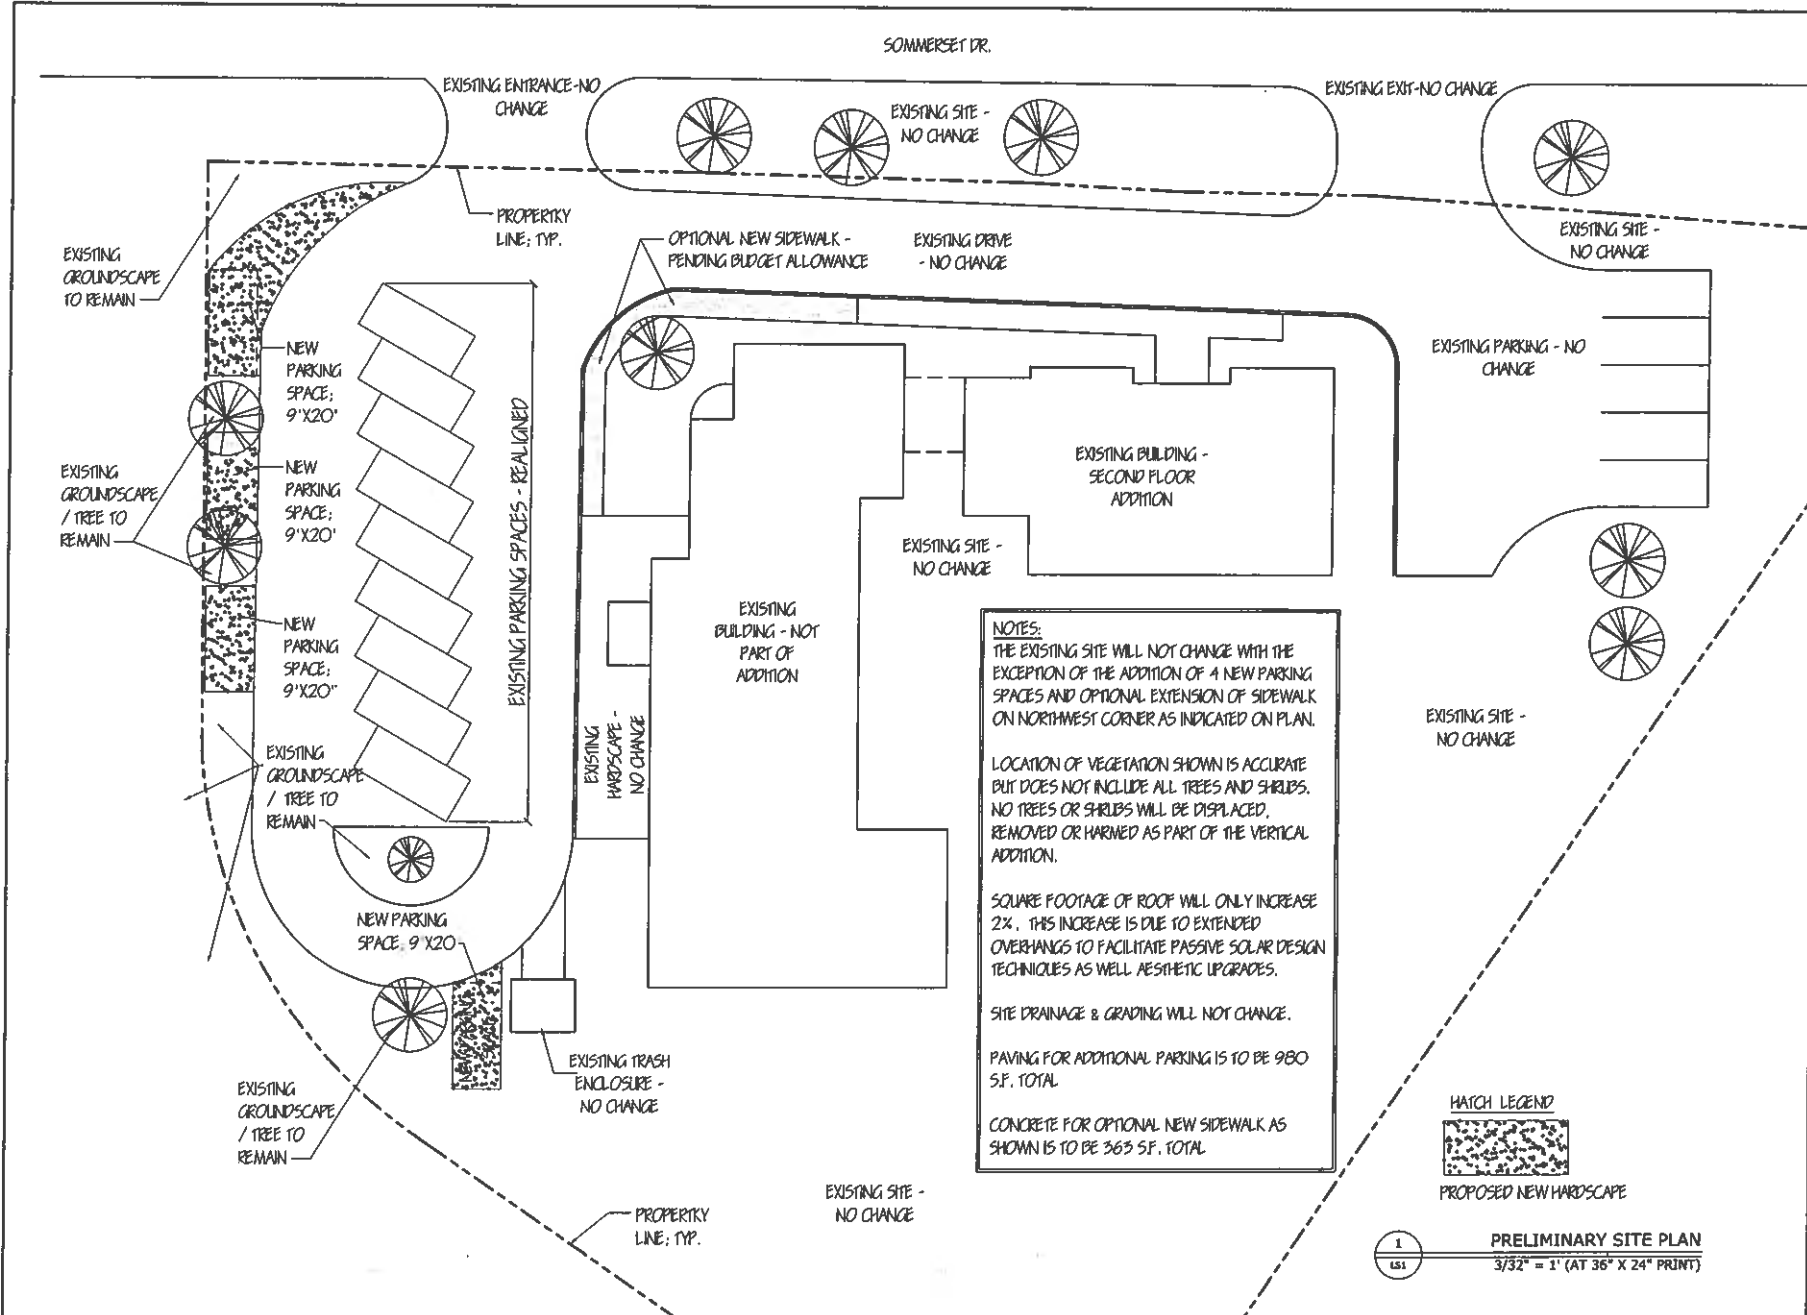 SOMMERSET DR.
EXISTING ENTRANCE-NO
CHANGE
EXISTING SITE -
NO CHANGE
EXISTING EXIT-NO CHANGE
PROPERTKY
LINE; TYP.
OPTIONAL NEW SIDEWALK -
PENDING BUDGET ALLOWANCE
EXISTING DRIVE
- NO CHANGE
EXISTING SITE -
NO CHANGE
EXISTING
GROUNDSCAPE
TO REMAIN
NEW
PARKING
SPACE;
9'X20'
EXISTING PARKING - NO
CHANGE
EXISTING
GROUNDSCAPE
/ TREE TO
REMAIN
NEW
PARKING
SPACE;
9'X20'
EXISTING PARKING SPACES - REALIGNED
EXISTING BUILDING -
SECOND FLOOR
ADDITION
EXISTING SITE -
NO CHANGE
NEW
PARKING
SPACE;
9'X20"
EXISTING
BUILDING - NOT
PART OF
ADDITION
EXISTING
HARDSCAPE -
NO CHANGE
EXISTING
GROUNDSCAPE
/ TREE TO
REMAIN
NOTES:
THE EXISTING SITE WILL NOT CHANGE WITH THE
EXCEPTION OF THE ADDITION OF 4 NEW PARKING
SPACES AND OPTIONAL EXTENSION OF SIDEWALK
ON NORTHWEST CORNER AS INDICATED ON PLAN.
LOCATION OF VEGETATION SHOWN IS ACCURATE
BUT DOES NOT INCLUDE ALL TREES AND SHRUBS.
NO TREES OR SHRUBS WILL BE DISPLACED,
REMOVED OR HARMED AS PART OF THE VERTICAL
ADDITION.
SQUARE FOOTAGE OF ROOF WILL ONLY INCREASE
2%. THIS INCREASE IS DUE TO EXTENDED
OVERHANGS TO FACILITATE PASSIVE SOLAR DESIGN
TECHNIQUES AS WELL AESTHETIC UPGRADES.
SITE DRAINAGE & GRADING WILL NOT CHANGE.
PAVING FOR ADDITIONAL PARKING IS TO BE 980
S.F. TOTAL
CONCRETE FOR OPTIONAL NEW SIDEWALK AS
SHOWN IS TO BE 363 S.F. TOTAL
EXISTING SITE -
NO CHANGE
NEW PARKING
SPACE; 9'X20
NEW PARKING
SPACE
EXISTING TRASH
ENCLOSURE -
NO CHANGE
EXISTING
GROUNDSCAPE
/ TREE TO
REMAIN
PROPERTKY
LINE; TYP.
EXISTING SITE -
NO CHANGE
HATCH LEGEND
PROPOSED NEW HARDSCAPE
1
LS1
PRELIMINARY SITE PLAN
3/32" = 1' (AT 36" X 24" PRINT)